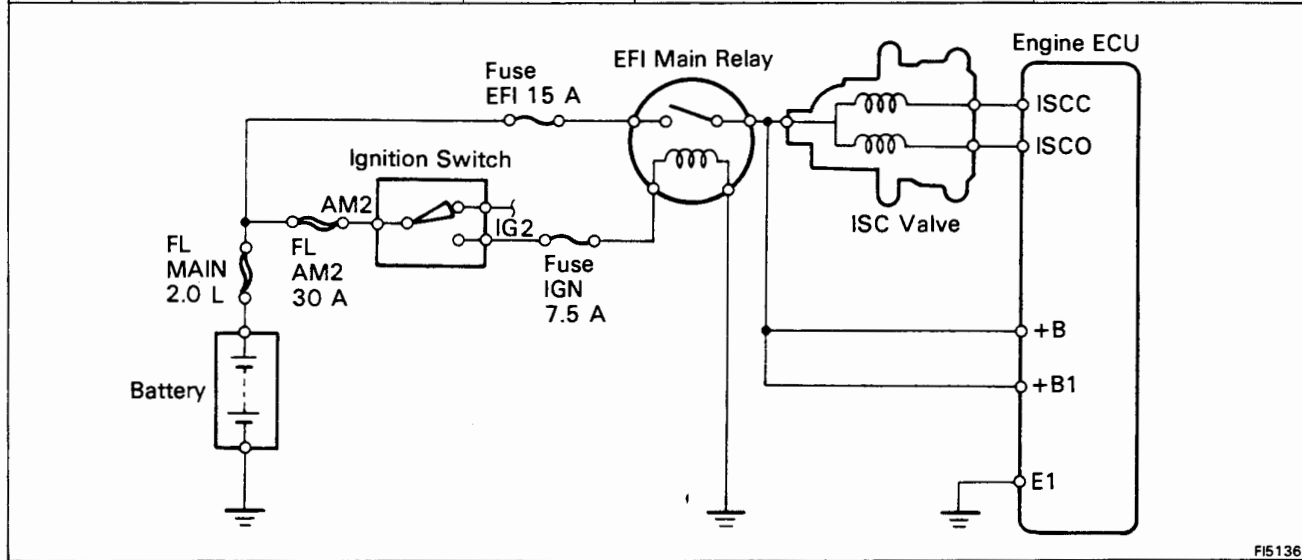 Engine ECU
EFI Main Relay
Fuse
EFI 15 A
ISCC
ISCO
Ignition Switch
AM2
IG2
ISC Valve
FL
MAIN
2.0 L
FL
AM2
30 A
Fuse
IGN
7.5 A
+B
+B1
Battery
E1
FI5136